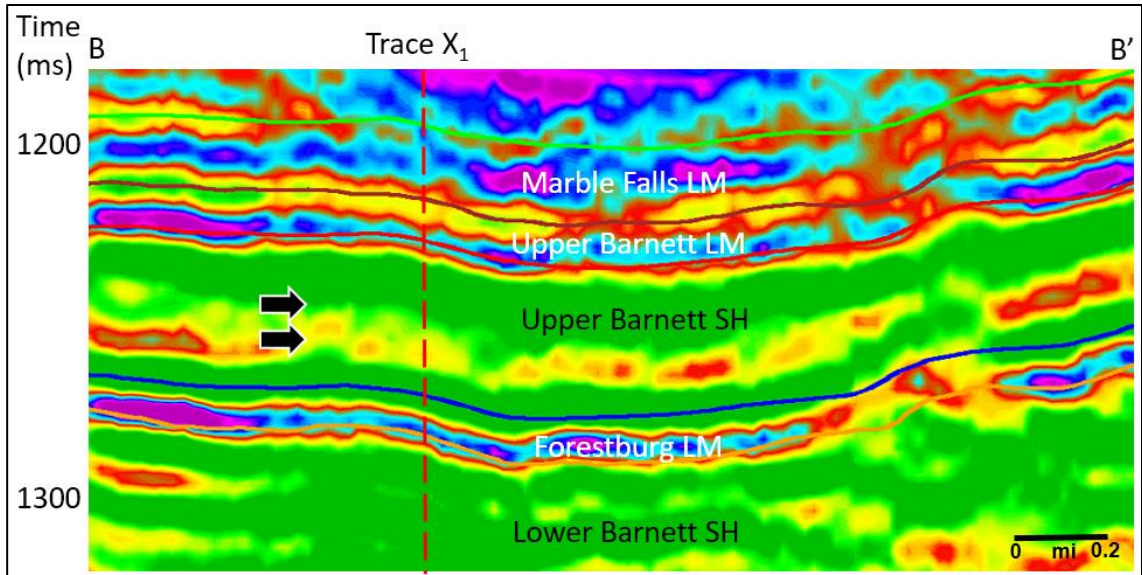 Time
(ms)
B
Trace X₁
B’
1200
Marble Falls LM
Upper Barnett LM
Upper Barnett SH
Forestburg LM
1300
Lower Barnett SH
0 mi 0.2